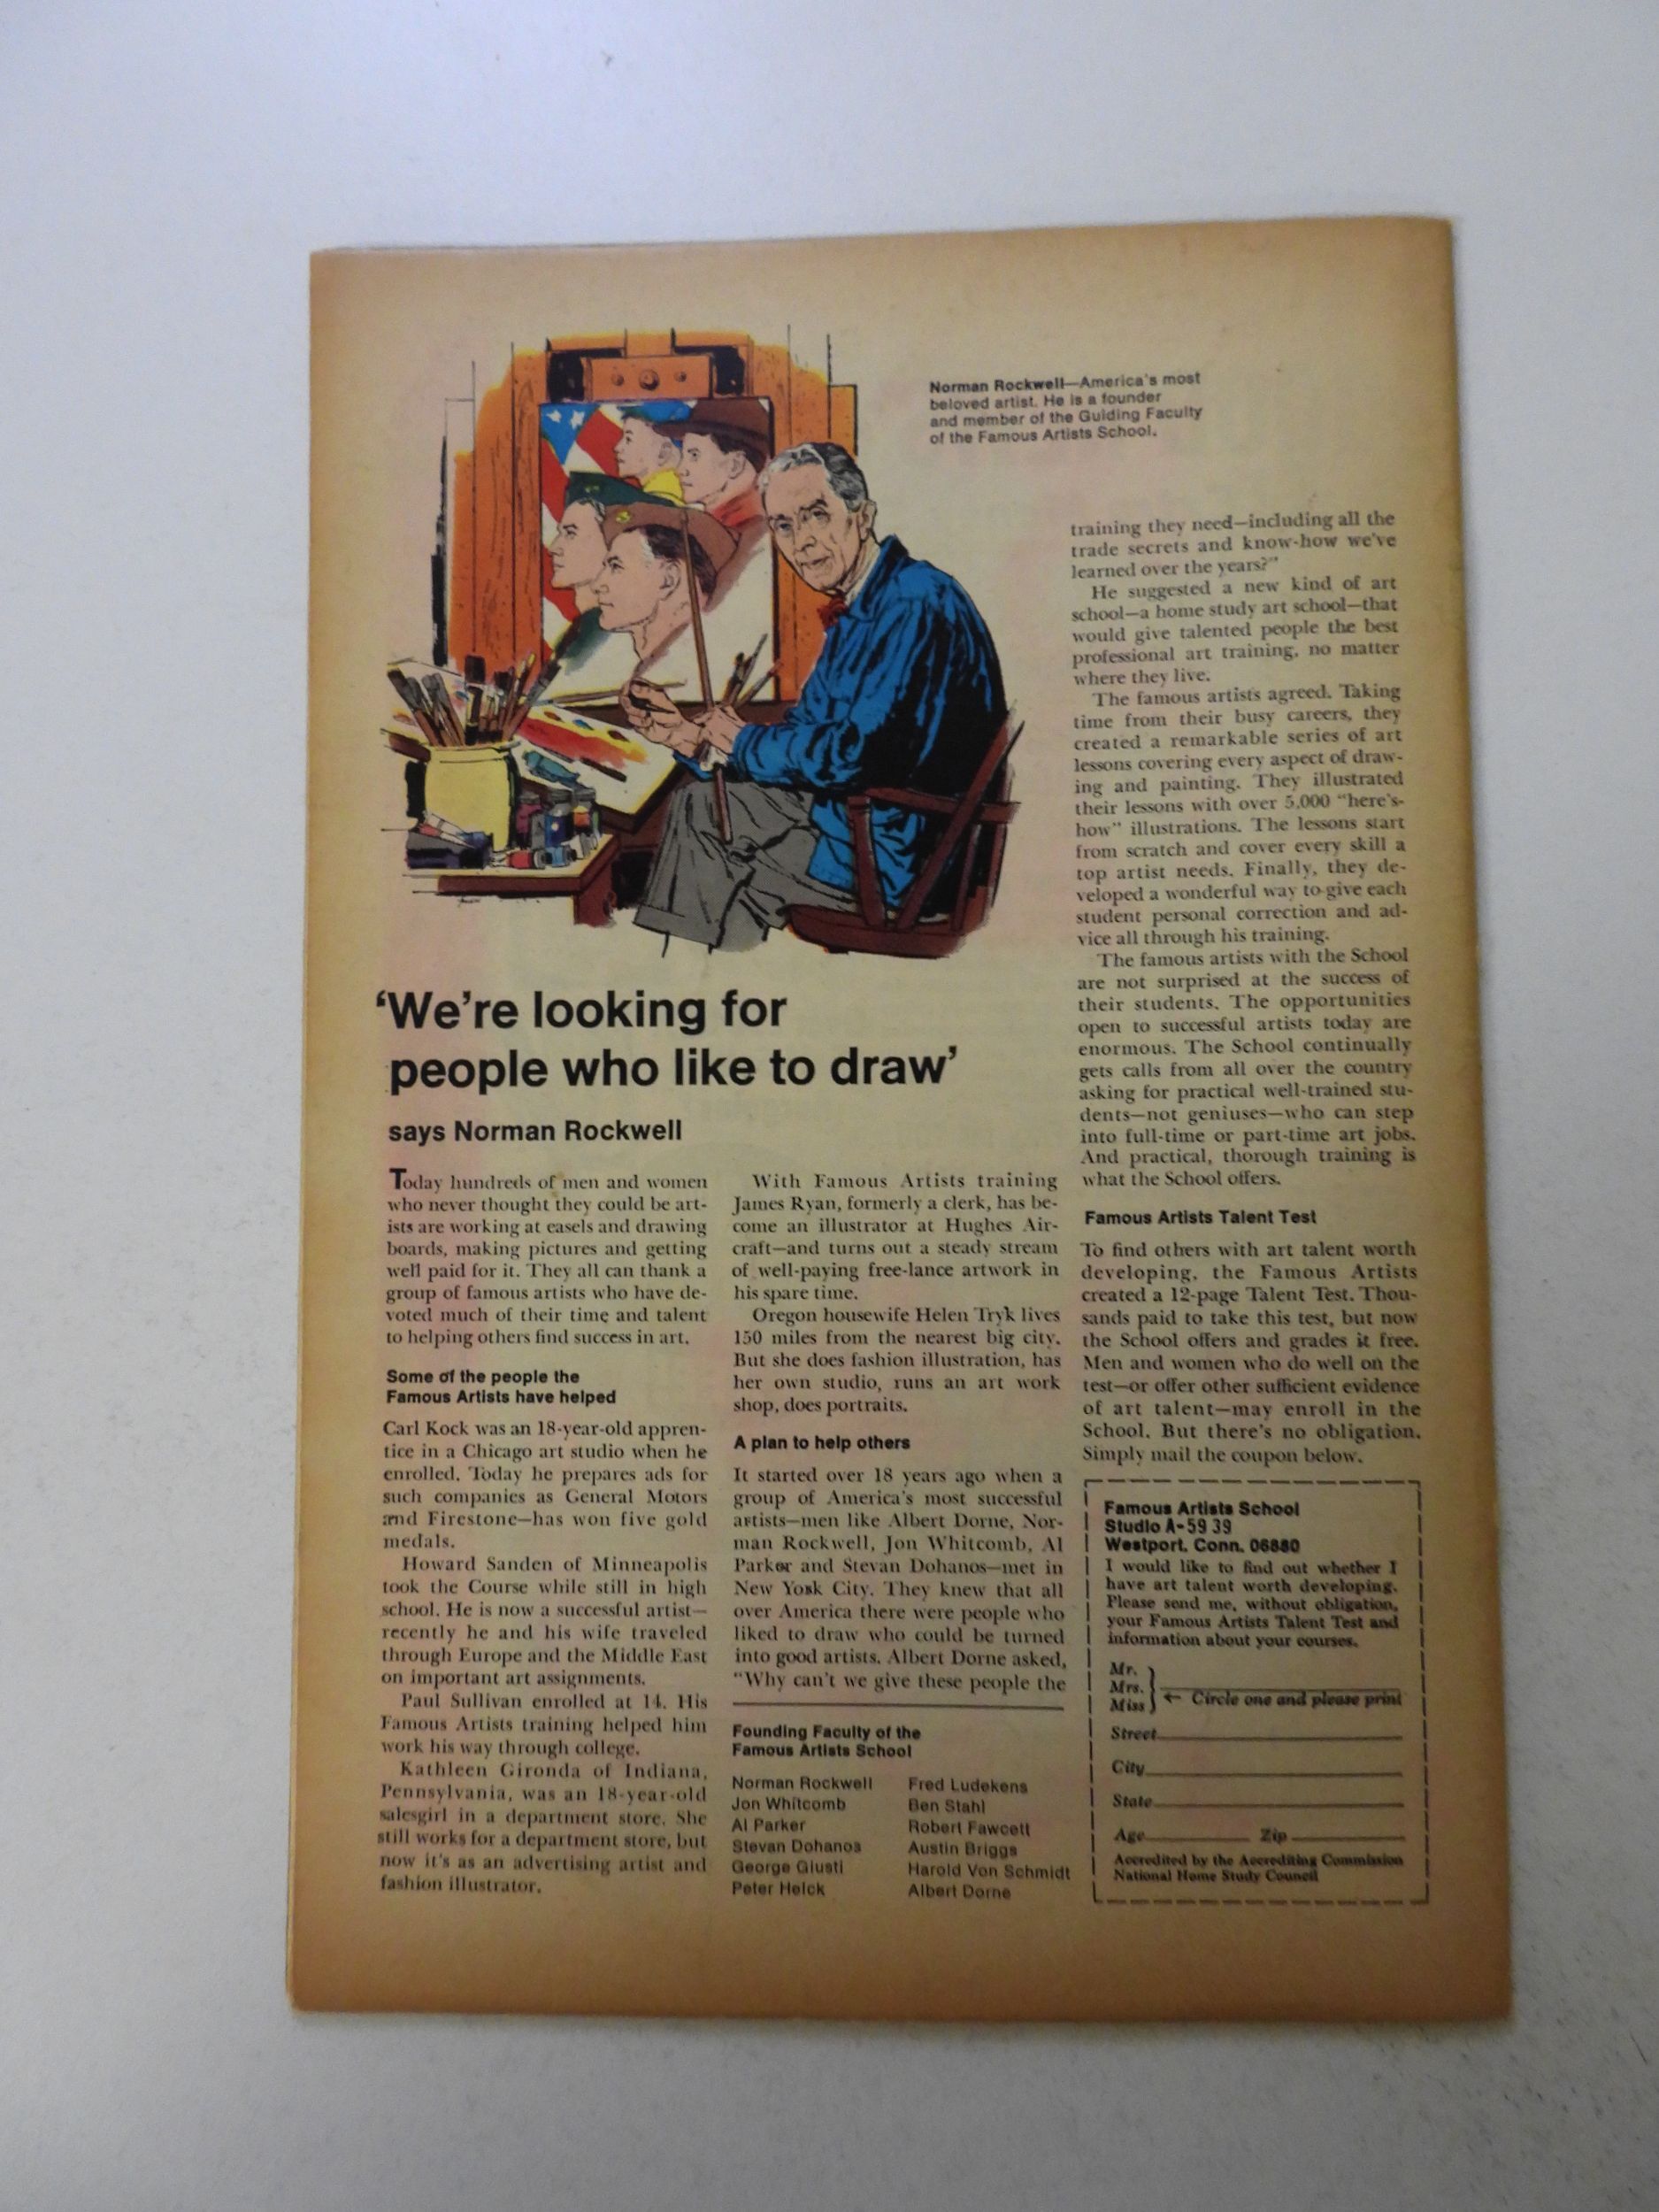 Norman Rockwell—America's most
beloved artist. He is a founder
and member of the Guiding Faculty
of the Famous Artists School.
'We're looking for
people who like to draw'
says Norman Rockwell
Today hundreds of men and women
who never thought they could be art-
ists are working at easels and drawing
boards, making pictures and getting
well paid for it. They all can thank a
group of famous artists who have de-
voted much of their time and talent
to helping others find success in art.
Some of the people the
Famous Artists have helped
Carl Kock was an 18-year-old appren-
tice in a Chicago art studio when he
enrolled. Today he prepares ads for
such companies as General Motors
and Firestone—has won five gold
medals.
Howard Sanden of Minneapolis
took the Course while still in high
school. He is now a successful artist—
recently he and his wife traveled
through Europe and the Middle East
on important art assignments.
Paul Sullivan enrolled at 14. His
Famous Artists training helped him
work his way through college.
Kathleen Gironda of Indiana,
Pennsylvania, was an 18-year-old
salesgirl in a department store. She
still works for a department store, but
now it's as an advertising artist and
fashion illustrator.
With Famous Artists training
James Ryan, formerly a clerk, has be-
come an illustrator at Hughes Air-
craft—and turns out a steady stream
of well-paying free-lance artwork in
his spare time.
Oregon housewife Helen Tryk lives
150 miles from the nearest big city.
But she does fashion illustration, has
her own studio, runs an art work
shop, does portraits.
A plan to help others
It started over 18 years ago when a
group of America's most successful
artists—men like Albert Dorne, Nor-
man Rockwell, Jon Whitcomb, Al
Parker and Stevan Dohanos—met in
New York City. They knew that all
over America there were people who
liked to draw who could be turned
into good artists. Albert Dorne asked,
"Why can't we give these people the
Founding Faculty of the
Famous Artists School
Norman Rockwell
Jon Whitcomb
Al Parker
Stevan Dohanos
George Giusti
Peter Helck
Fred Ludekens
Ben Stahl
Robert Fawcett
Austin Briggs
Harold Von Schmidt
Albert Dorne
training they need—including all the
trade secrets and know-how we've
learned over the years?"
He suggested a new kind of art
school—a home study art school—that
would give talented people the best
professional art training, no matter
where they live.
The famous artists agreed. Taking
time from their busy careers, they
created a remarkable series of art
lessons covering every aspect of draw-
ing and painting. They illustrated
their lessons with over 5,000 "here's-
how" illustrations. The lessons start
from scratch and cover every skill a
top artist needs. Finally, they de-
veloped a wonderful way to give each
student personal correction and ad-
vice all through his training.
The famous artists with the School
are not surprised at the success of
their students. The opportunities
open to successful artists today are
enormous. The School continually
gets calls from all over the country
asking for practical well-trained stu-
dents—not geniuses—who can step
into full-time or part-time art jobs.
And practical, thorough training is
what the School offers.
Famous Artists Talent Test
To find others with art talent worth
developing, the Famous Artists
created a 12-page Talent Test. Thou-
sands paid to take this test, but now
the School offers and grades it free.
Men and women who do well on the
test—or offer other sufficient evidence
of art talent—may enroll in the
School. But there's no obligation.
Simply mail the coupon below.
Famous Artists School
Studio A-59 39
Westport, Conn. 06880
I would like to find out whether I
have art talent worth developing.
Please send me, without obligation,
your Famous Artists Talent Test and
information about your courses.
Mr.
Mrs.
Miss ← Circle one and please print
Street
City
State
Age Zip
Accredited by the Accrediting Commission
National Home Study Council